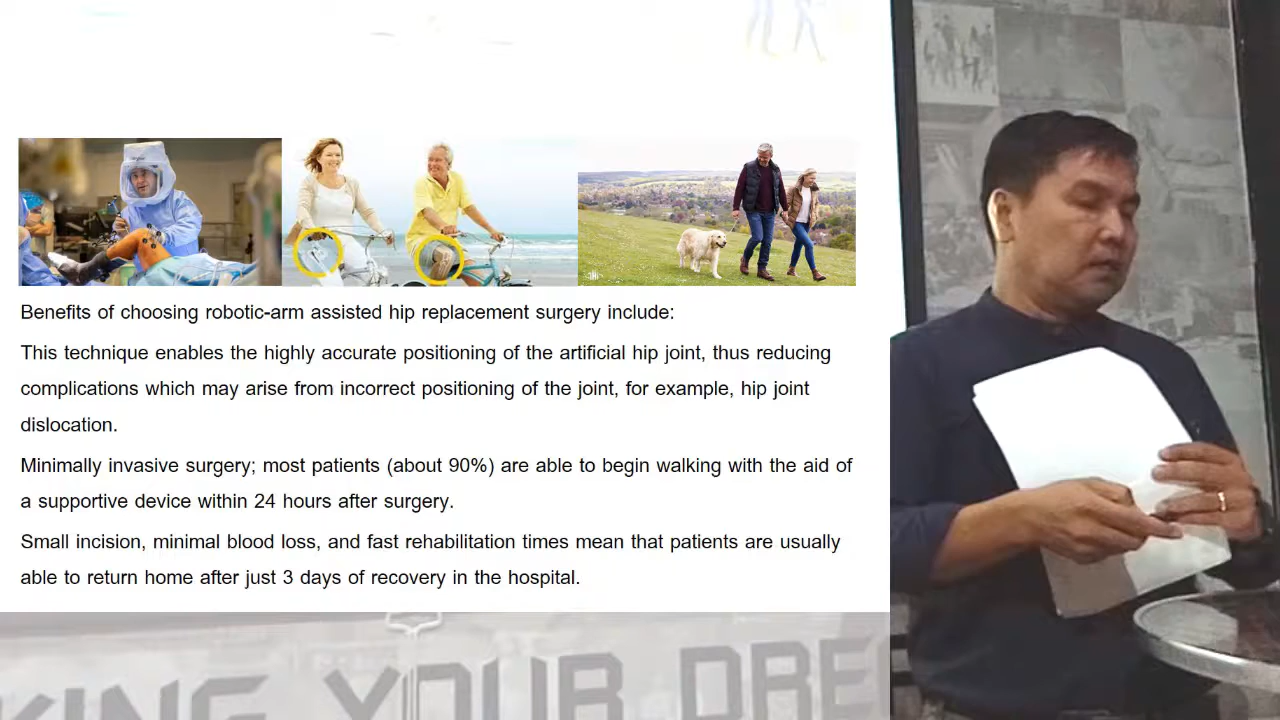 Benefits of choosing robotic-arm assisted hip replacement surgery include:
This technique enables the highly accurate positioning of the artificial hip joint, thus reducing
complications which may arise from incorrect positioning of the joint, for example, hip joint
dislocation.
Minimally invasive surgery; most patients (about 90%) are able to begin walking with the aid of
a supportive device within 24 hours after surgery.
Small incision, minimal blood loss, and fast rehabilitation times mean that patients are usually
able to return home after just 3 days of recovery in the hospital.
KING YOUR DRE